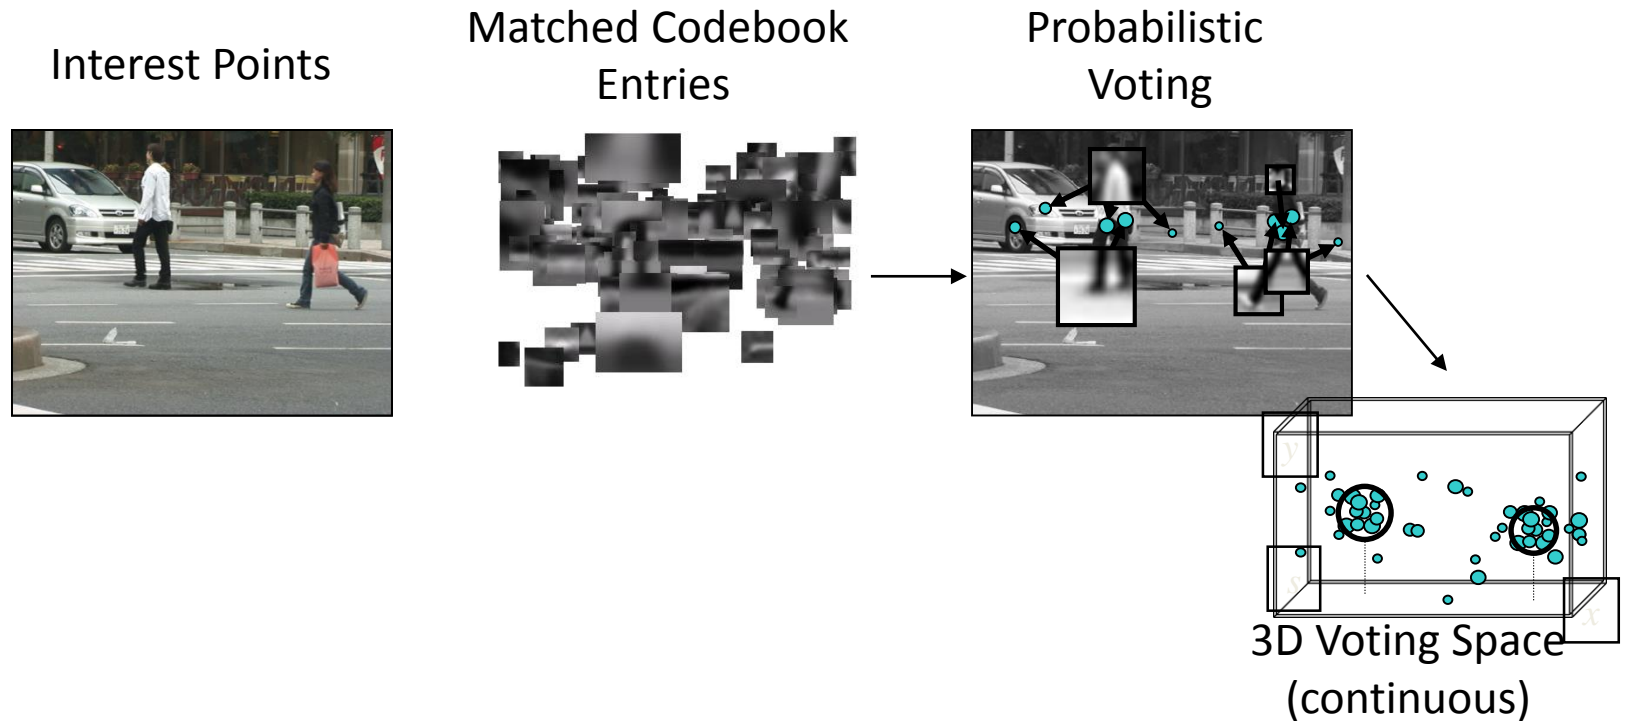 Interest Points
Matched Codebook
Entries
Probabilistic
Voting
y
s
x
3D Voting Space
(continuous)